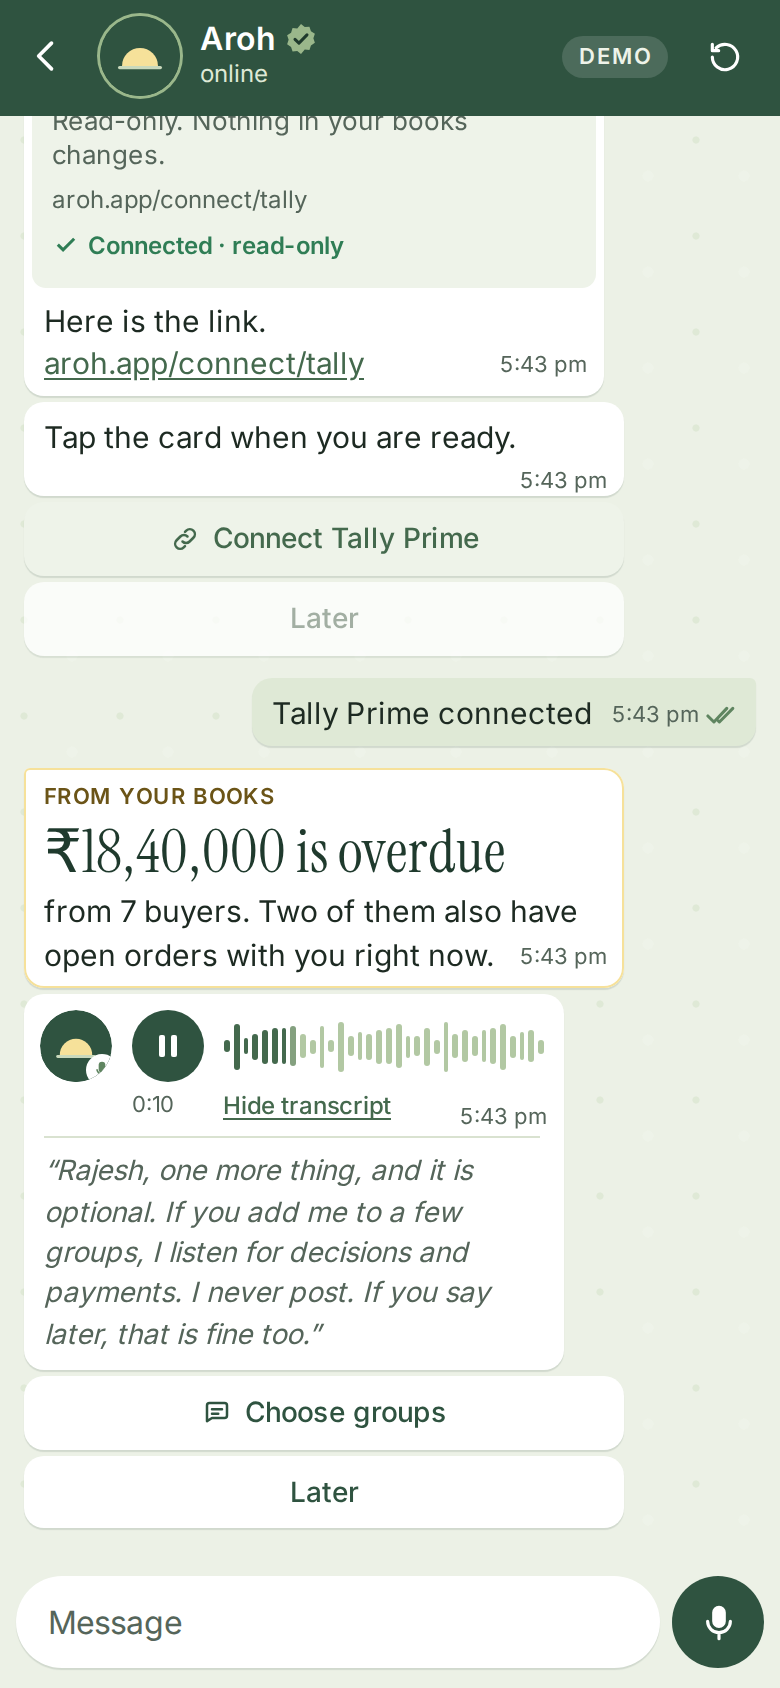 Aroh
online
DEMO
Read-only. Nothing in your books
changes.
aroh.app/connect/tally
Connected · read-only
Here is the link.
aroh.app/connect/tally
5:43 pm
Tap the card when you are ready.
5:43 pm
Connect Tally Prime
Later
Tally Prime connected 5:43 pm
FROM YOUR BOOKS
₹18,40,000 is overdue
from 7 buyers. Two of them also have
open orders with you right now. 5:43 pm
0:10
Hide transcript
5:43 pm
“Rajesh, one more thing, and it is
optional. If you add me to a few
groups, I listen for decisions and
payments. I never post. If you say
later, that is fine too.”
Choose groups
Later
Message